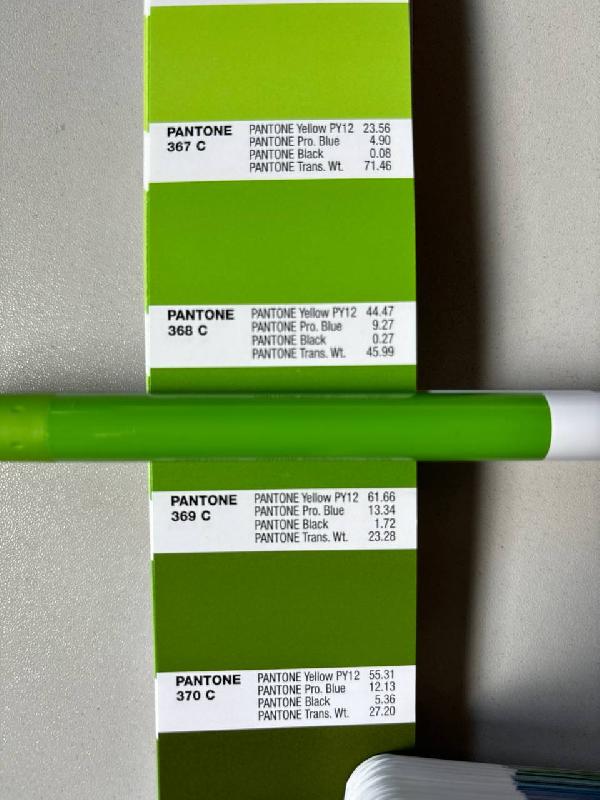 PANTONE
367 C
PANTONE Yellow PY12 23.56
PANTONE Pro. Blue 4.90
PANTONE Black 0.08
PANTONE Trans. Wt. 71.46
PANTONE
368 C
PANTONE Yellow PY12 44.47
PANTONE Pro. Blue 9.27
PANTONE Black 0.27
PANTONE Trans. Wt. 45.99
PANTONE
369 C
PANTONE Yellow PY12 61.66
PANTONE Pro. Blue 13.34
PANTONE Black 1.72
PANTONE Trans. Wt. 23.28
PANTONE
370 C
PANTONE Yellow PY12 55.31
PANTONE Pro. Blue 12.13
PANTONE Black 5.36
PANTONE Trans. Wt. 27.20